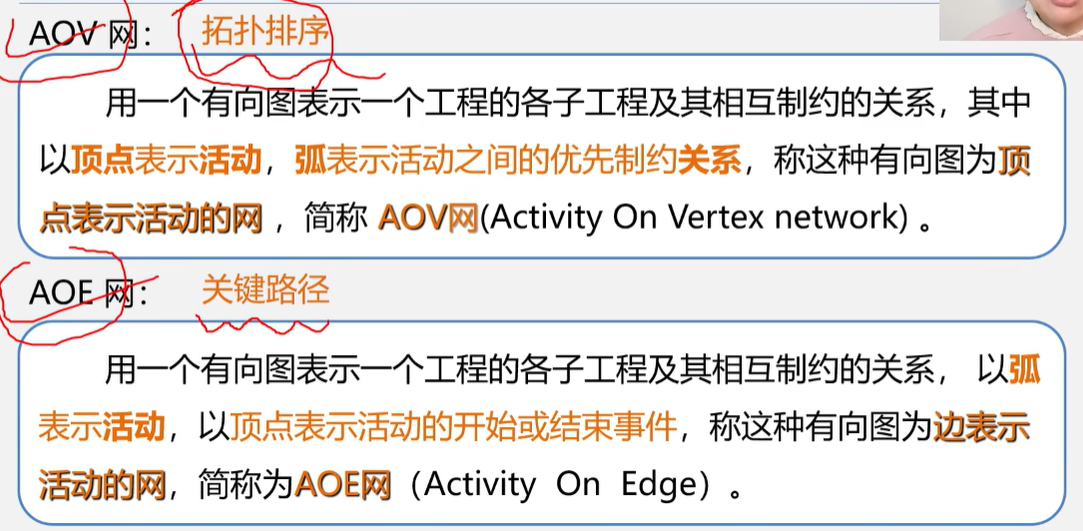 AOV 网： 拓扑排序
用一个有向图表示一个工程的各子工程及其相互制约的关系，其中
以顶点表示活动，弧表示活动之间的优先制约关系，称这种有向图为顶
点表示活动的网 ，简称 AOV网(Activity On Vertex network) 。
AOE 网： 关键路径
用一个有向图表示一个工程的各子工程及其相互制约的关系， 以弧
表示活动，以顶点表示活动的开始或结束事件，称这种有向图为边表示
活动的网，简称为AOE网（Activity On Edge）。